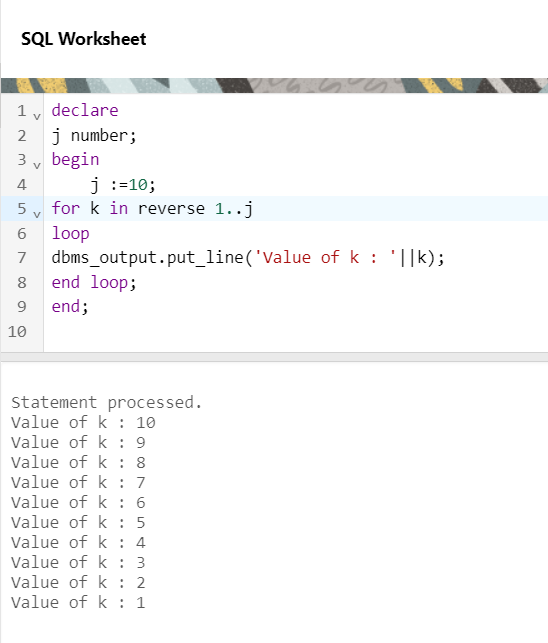 SQL Worksheet
1 declare
2 j number;
3 begin
4 j :=10;
5 for k in reverse 1..j
6 loop
7 dbms_output.put_line('Value of k : '||k);
8 end loop;
9 end;
10
Statement processed.
Value of k : 10
Value of k : 9
Value of k : 8
Value of k : 7
Value of k : 6
Value of k : 5
Value of k : 4
Value of k : 3
Value of k : 2
Value of k : 1